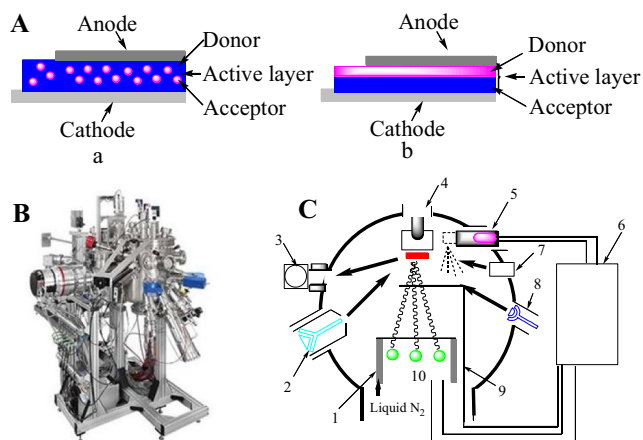 A
Anode
Donor
Active layer
Acceptor
Cathode
a
Anode
Donor
Active layer
Acceptor
Cathode
b
B
C
4
5
6
3
7
8
2
1
10
9
Liquid N₂